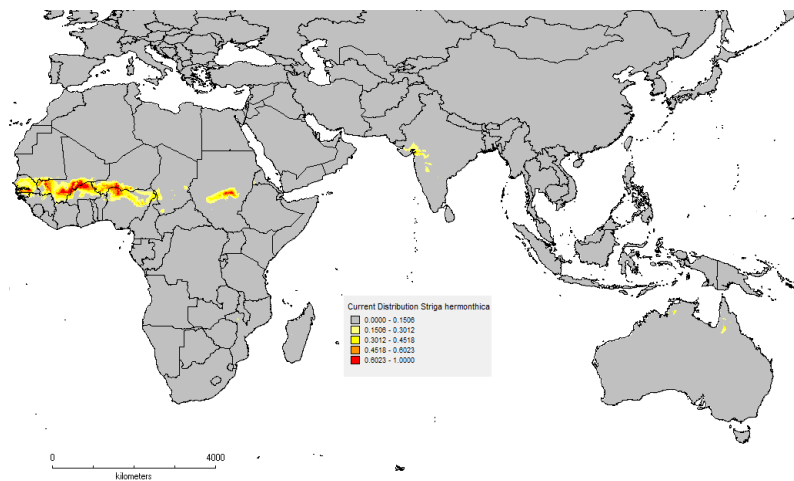 Current Distribution Striga hermonthica
0.0000 - 0.1506
0.1506 - 0.3012
0.3012 - 0.4518
0.4518 - 0.6023
0.6023 - 1.0000
0 4000
kilometers